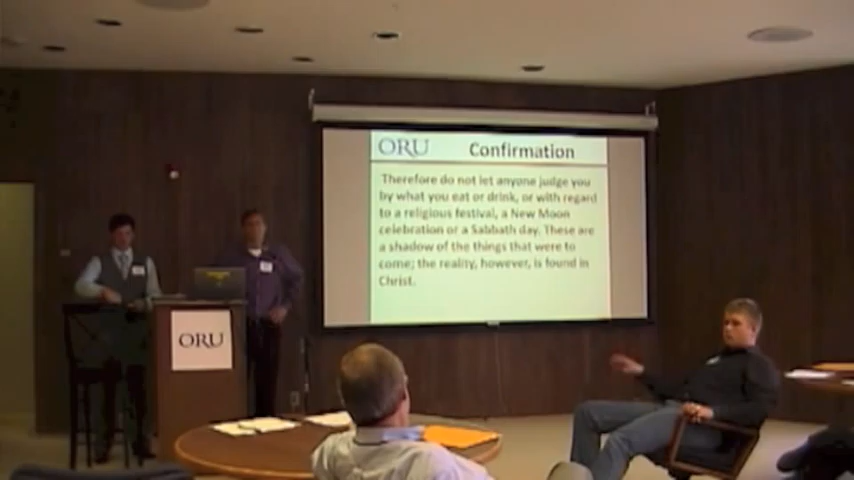 ORU Confirmation
Therefore do not let anyone judge you
by what you eat or drink, or with regard
to a religious festival, a New Moon
celebration or a Sabbath day. These are
a shadow of the things that were to
come; the reality, however, is found in
Christ.
ORU